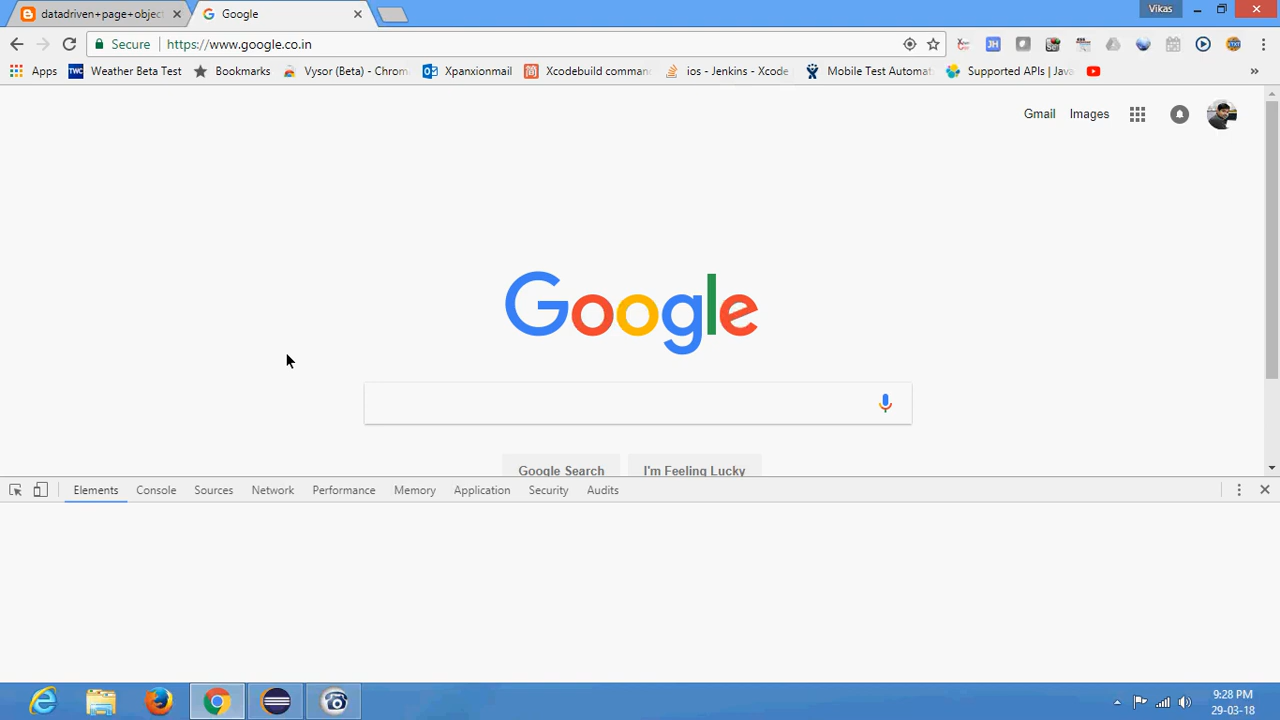 datadriven+page+objec
Google
Vikas
Secure
https://www.google.co.in
Apps
Weather Beta Test
Bookmarks
Vysor (Beta) - Chrom
Xpanxionmail
Xcodebuild comman
ios - Jenkins - Xcode
Mobile Test Automat
Supported APIs | Java
»
Gmail
Images
Google
Google Search
I'm Feeling Lucky
Elements
Console
Sources
Network
Performance
Memory
Application
Security
Audits
9:28 PM
29-03-18